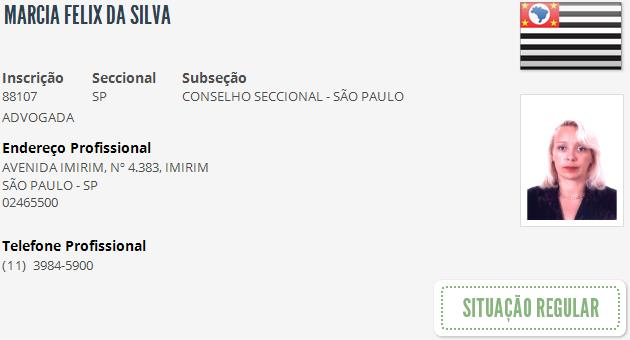 MARCIA FELIX DA SILVA
Inscrição Seccional Subseção
88107 SP CONSELHO SECCIONAL - SÃO PAULO
ADVOGADA
Endereço Profissional
AVENIDA IMIRIM, Nº 4.383, IMIRIM
SÃO PAULO - SP
02465500
Telefone Profissional
(11) 3984-5900
SITUAÇÃO REGULAR